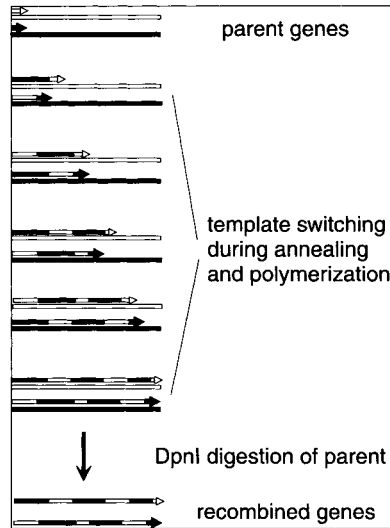 parent genes
template switching
during annealing
and polymerization
DpnI digestion of parent
recombined genes